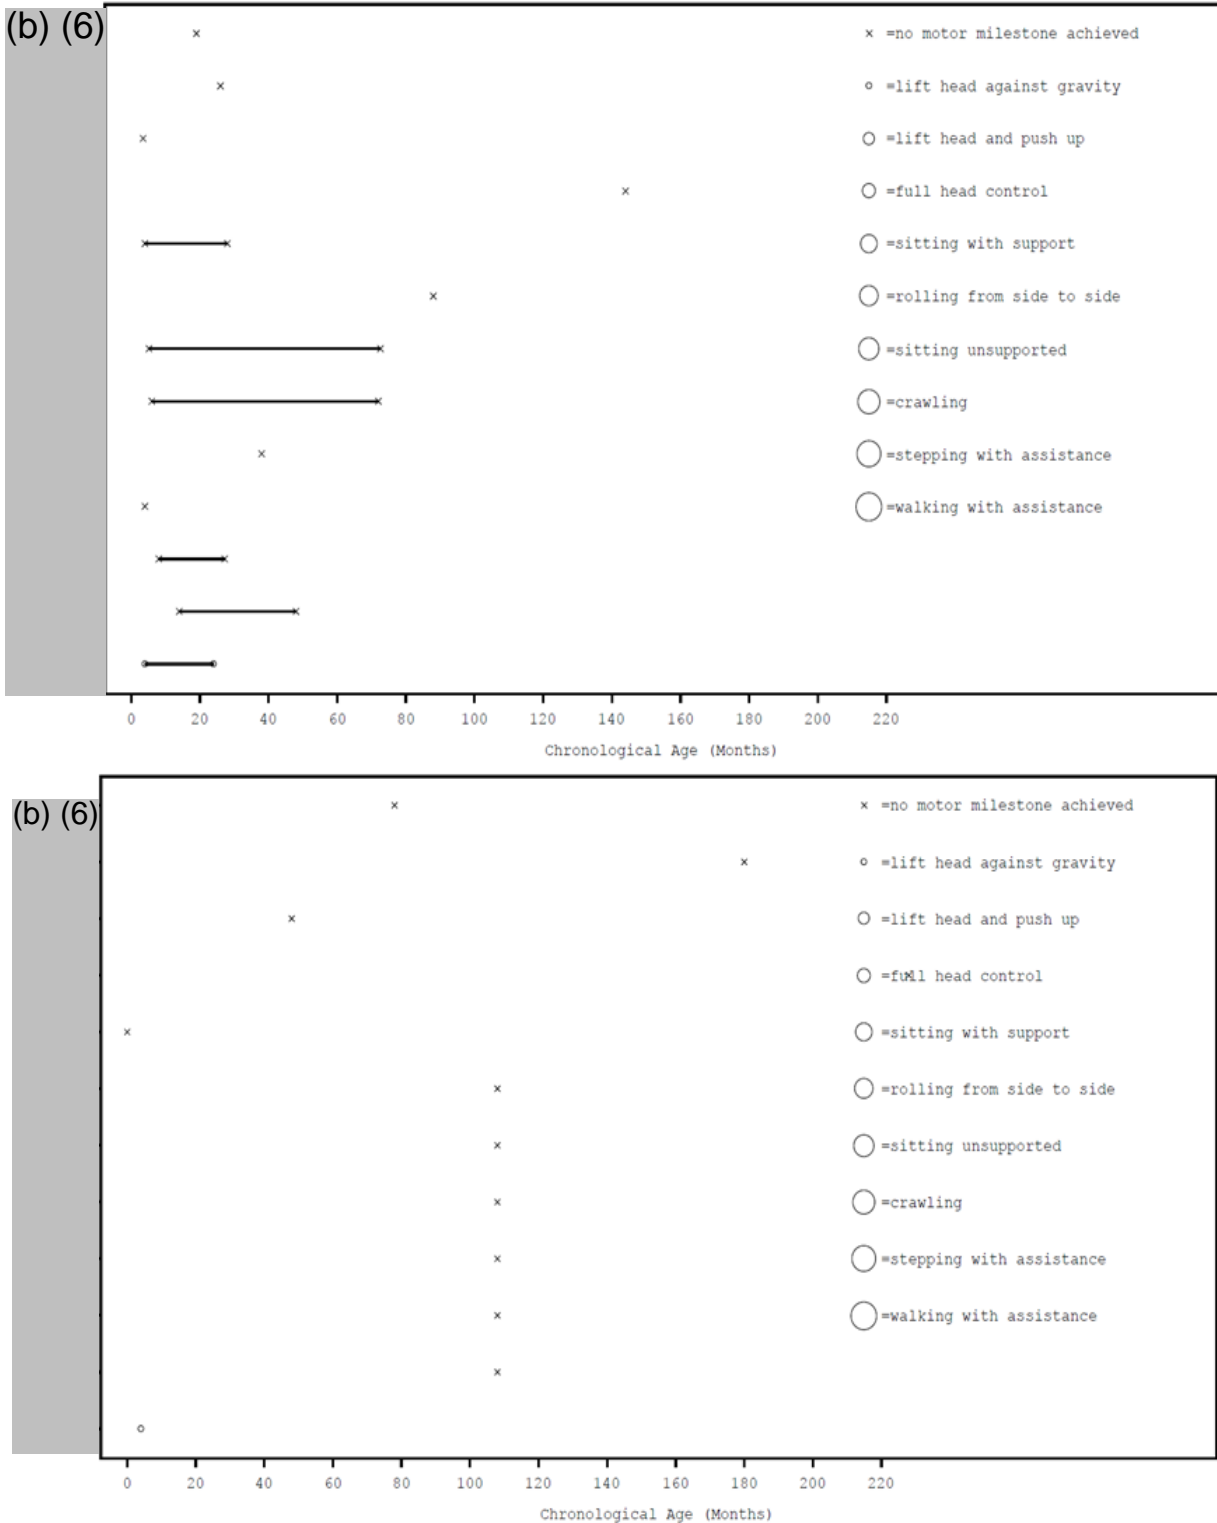 (b) (6)
× =no motor milestone achieved
=lift head against gravity
=lift head and push up
=full head control
=sitting with support
=rolling from side to side
=sitting unsupported
=crawling
=stepping with assistance
=walking with assistance
0 20 40 60 80 100 120 140 160 180 200 220
Chronological Age (Months)
(b) (6)
× =no motor milestone achieved
=lift head against gravity
=lift head and push up
=full head control
=sitting with support
=rolling from side to side
=sitting unsupported
=crawling
=stepping with assistance
=walking with assistance
0 20 40 60 80 100 120 140 160 180 200 220
Chronological Age (Months)